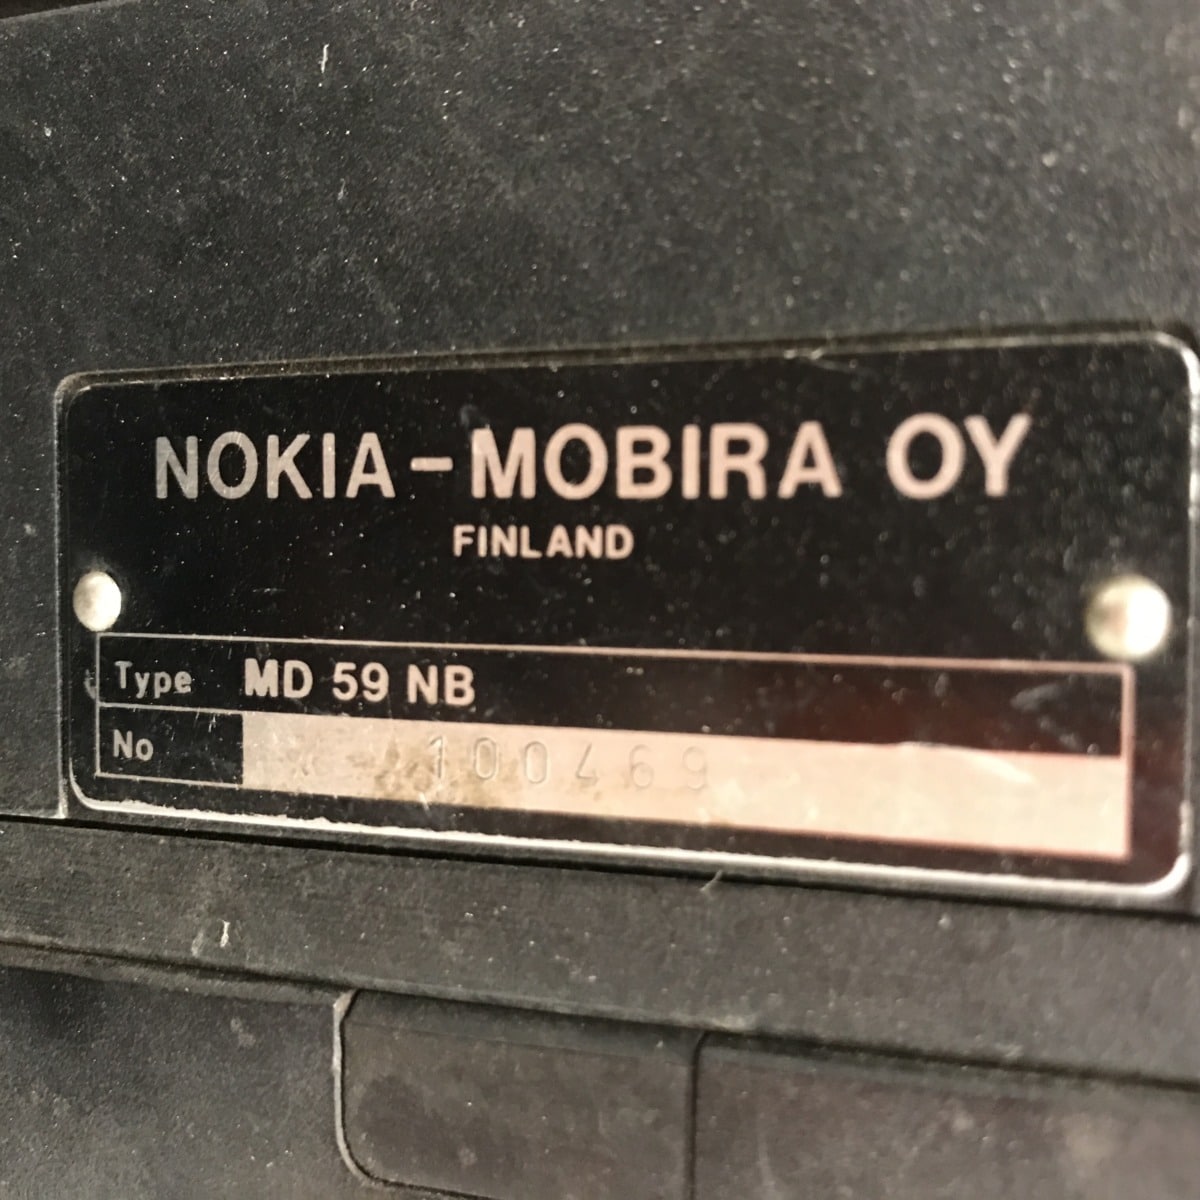 NOKIA-MOBIRA OY
FINLAND
Type MD 59 NB
No 100469